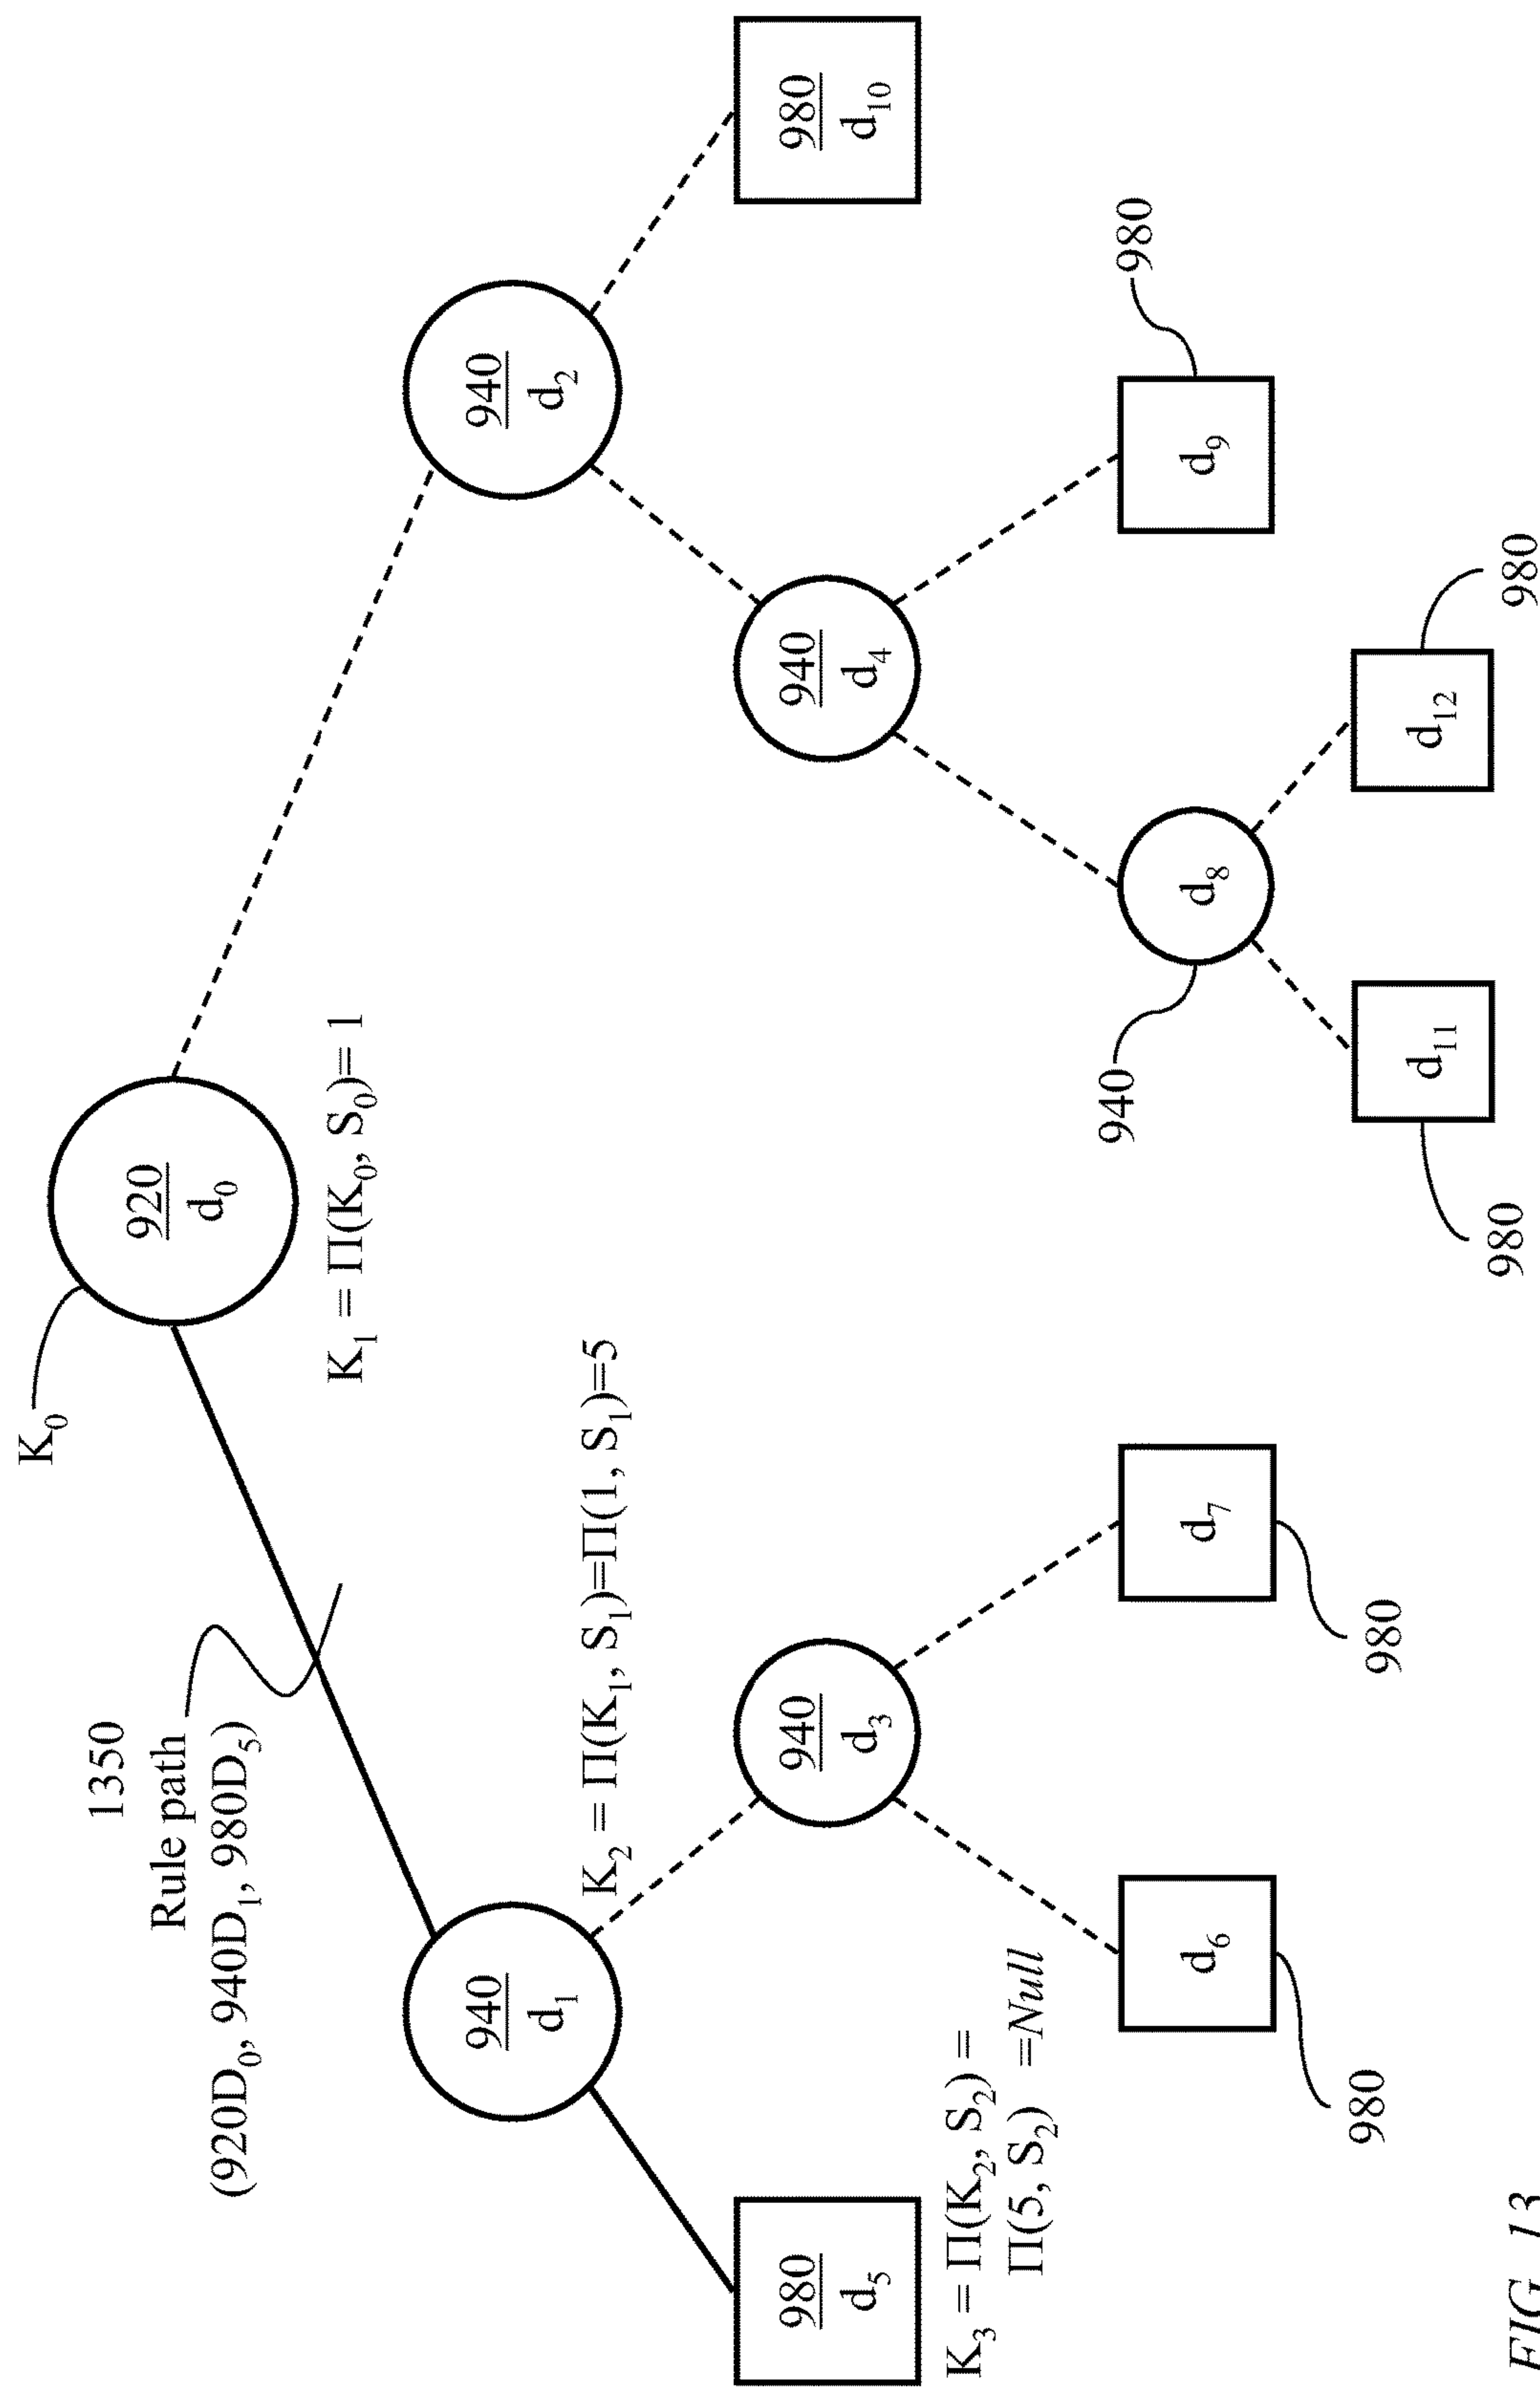 K₀
920
d₀
K₁ = Π(K₀, S₀)= 1
1350
Rule path
(920D₀, 940D₁, 980D₅)
940
d₁
940
d₂
K₂ = Π(K₁, S₁)=Π(1, S₁)=5
980
d₅
940
d₃
940
d₄
980
d₁₀
K₃ = Π(K₂, S₂) =
Π(5, S₂) =Null
d₆
980
d₇
980
940
d₈
d₉
980
d₁₁
980
d₁₂
980
FIG. 13